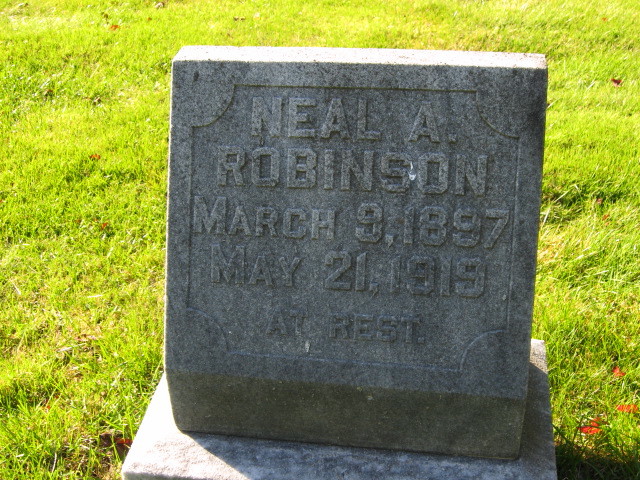 NEAL A.
ROBINSON
MARCH 9, 1897
MAY 21, 1919
AT REST.